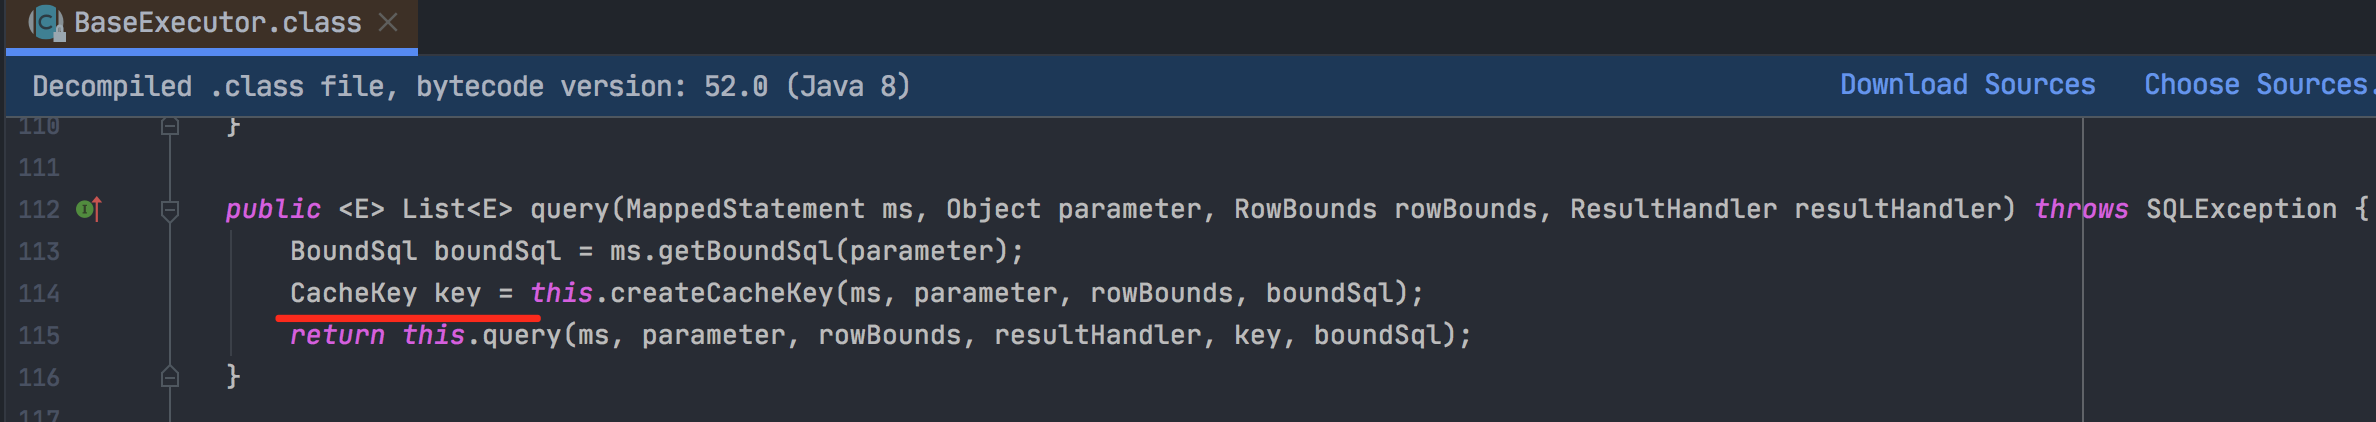 BaseExecutor.class
Decompiled .class file, bytecode version: 52.0 (Java 8) Download Sources Choose Sources.
110 }
111
112 public <E> List<E> query(MappedStatement ms, Object parameter, RowBounds rowBounds, ResultHandler resultHandler) throws SQLException {
113 BoundSql boundSql = ms.getBoundSql(parameter);
114 CacheKey key = this.createCacheKey(ms, parameter, rowBounds, boundSql);
115 return this.query(ms, parameter, rowBounds, resultHandler, key, boundSql);
116 }
117